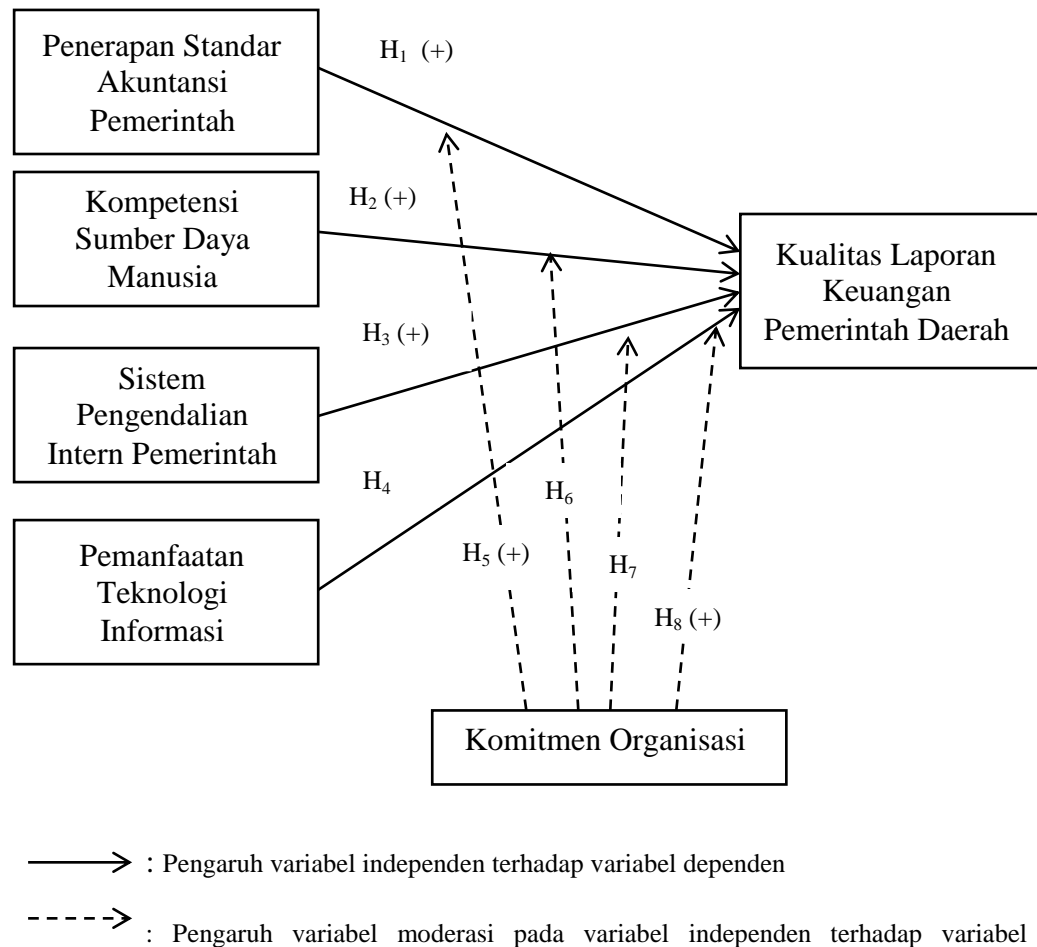 Penerapan Standar
Akuntansi
Pemerintah
H₁ (+)
Kompetensi
Sumber Daya
Manusia
H₂ (+)
Kualitas Laporan
Keuangan
Pemerintah Daerah
H₃ (+)
Sistem
Pengendalian
Intern Pemerintah
H₄
H₆
H₅ (+)
H₇
Pemanfaatan
Teknologi
Informasi
H₈ (+)
Komitmen Organisasi
: Pengaruh variabel independen terhadap variabel dependen
: Pengaruh variabel moderasi pada variabel independen terhadap variabel